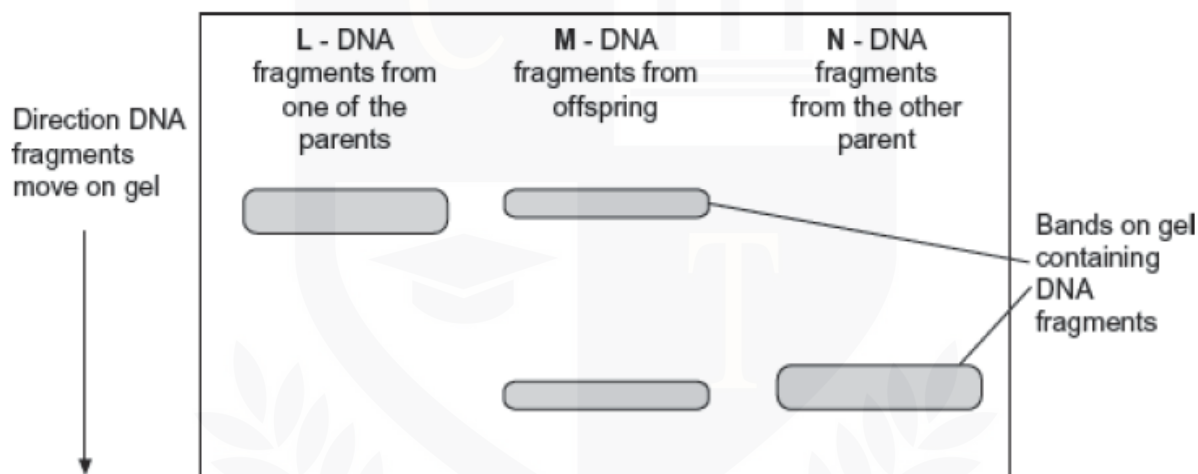 L - DNA
fragments from
one of the
parents
M - DNA
fragments from
offspring
N - DNA
fragments
from the other
parent
Direction DNA
fragments
move on gel
Bands on gel
containing
DNA
fragments
C
T